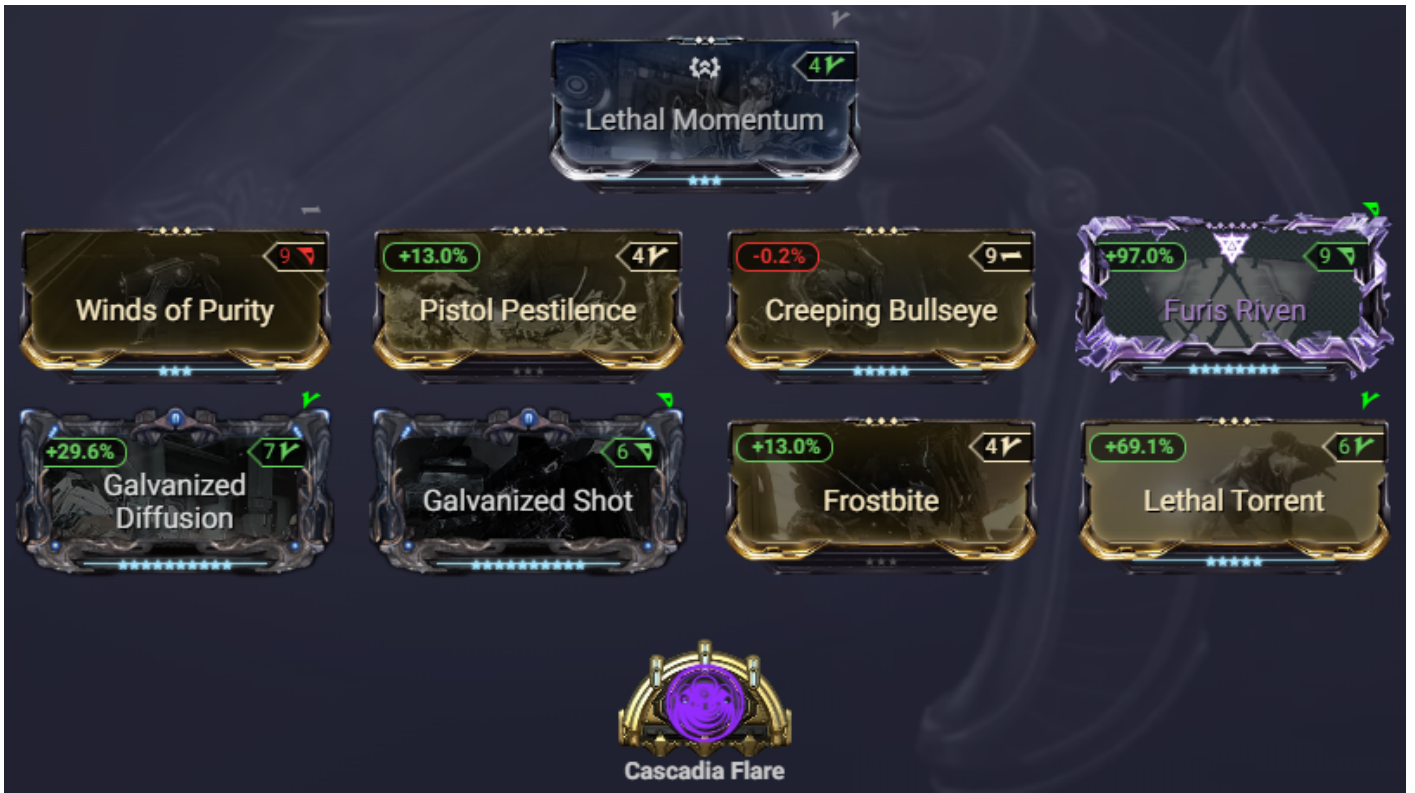 4
Lethal Momentum
9
Winds of Purity
+13.0%
4
Pistol Pestilence
-0.2%
9
Creeping Bullseye
+97.0%
9
Furis Riven
+29.6%
7
Galvanized
Diffusion
6
Galvanized Shot
+13.0%
4
Frostbite
+69.1%
6
Lethal Torrent
Cascadia Flare